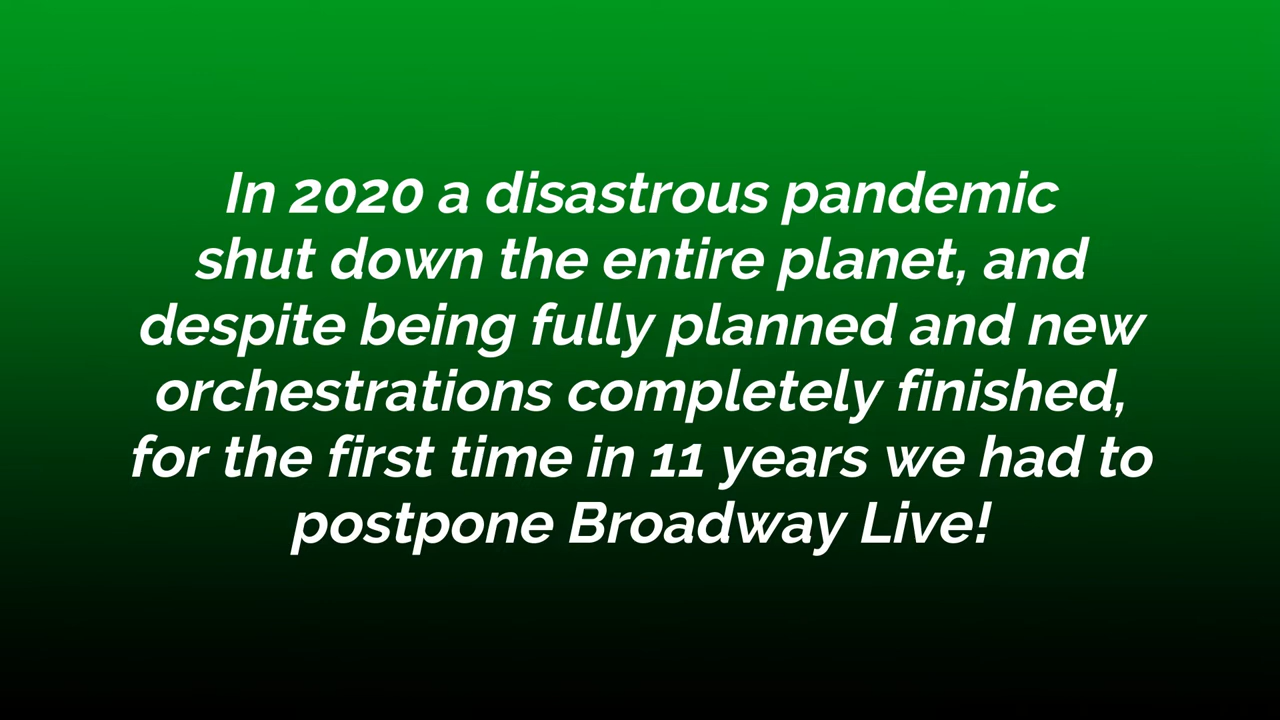 In 2020 a disastrous pandemic
shut down the entire planet, and
despite being fully planned and new
orchestrations completely finished,
for the first time in 11 years we had to
postpone Broadway Live!